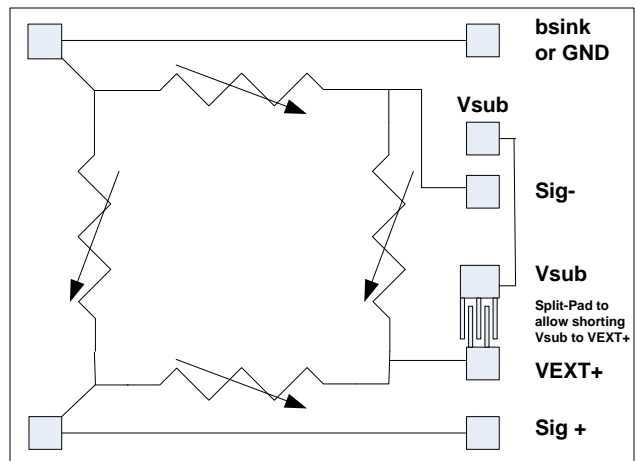 bsink
or GND
Vsub
Sig-
Vsub
Split-Pad to
allow shorting
Vsub to VEXT+
VEXT+
Sig +